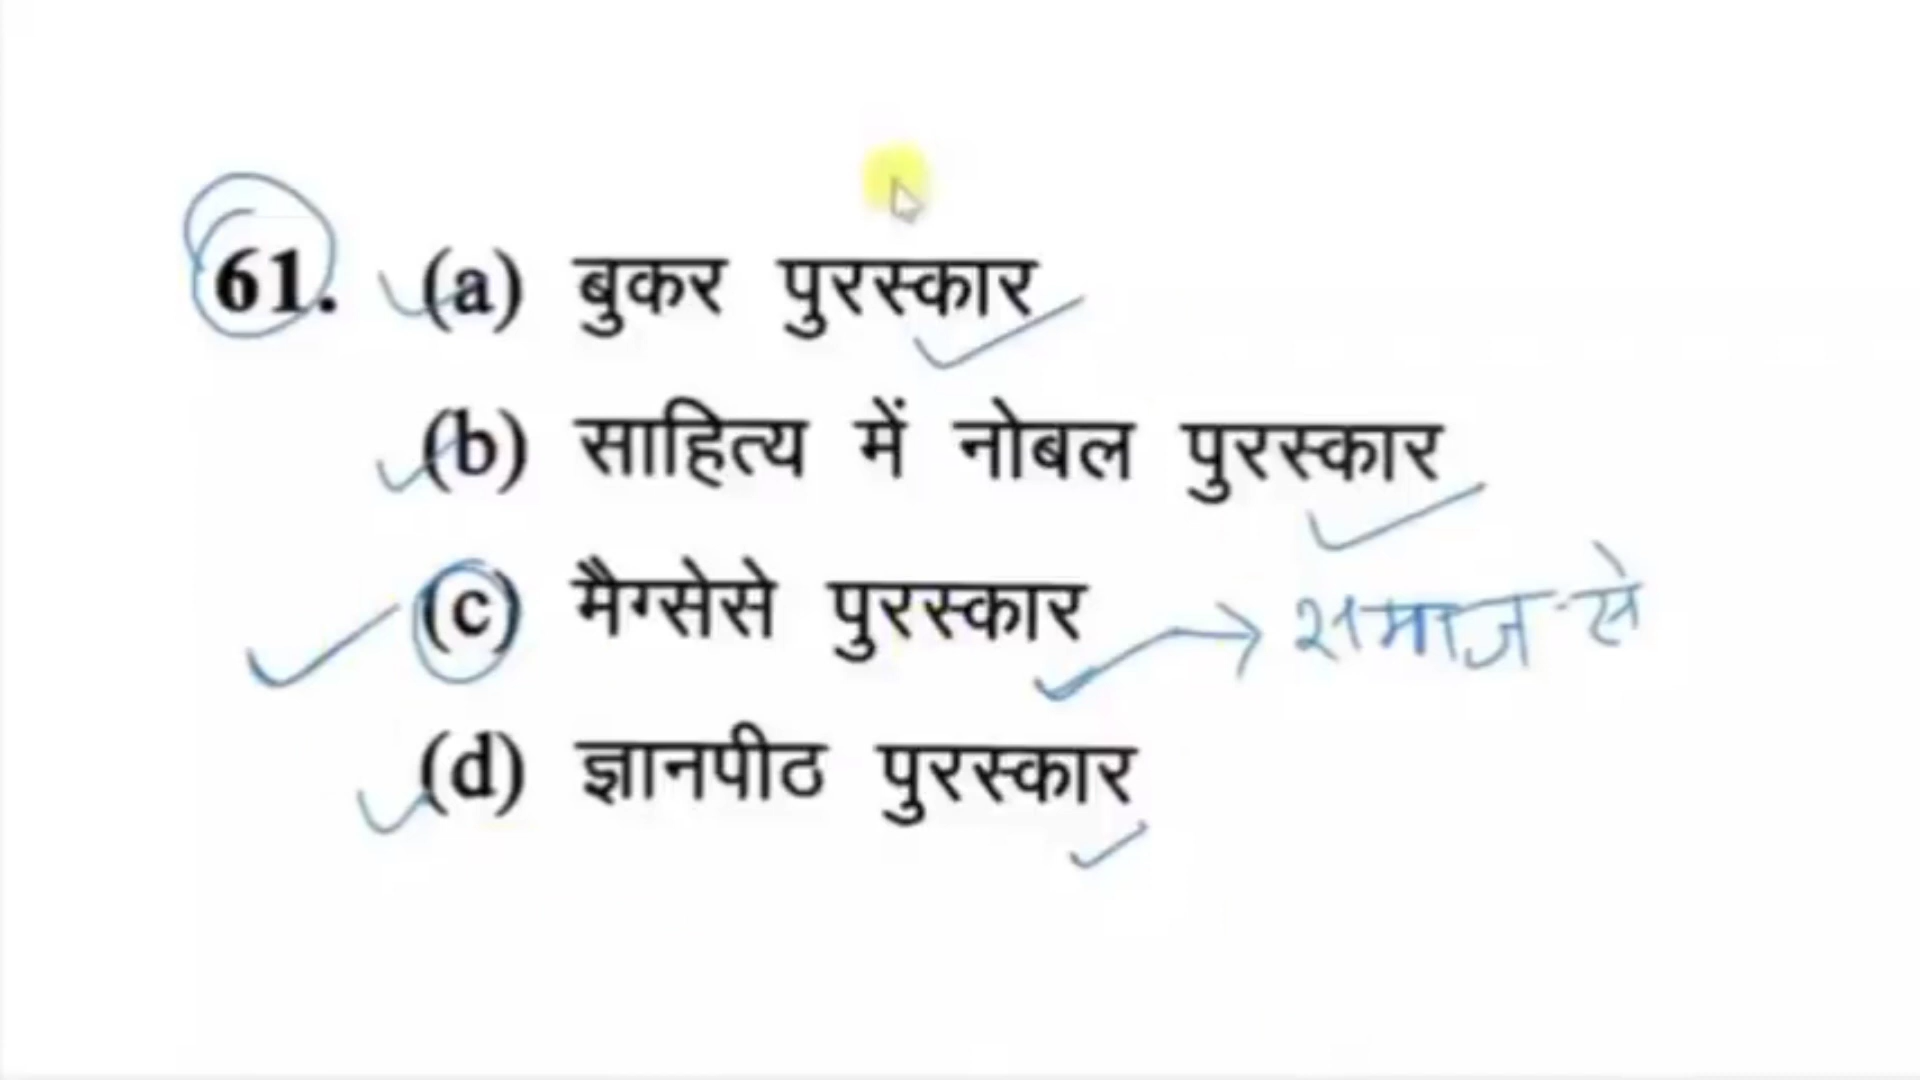 61. (a) बुकर पुरस्कार
(b) साहित्य में नोबल पुरस्कार
(c) मैग्सेसे पुरस्कार → समाज से
(d) ज्ञानपीठ पुरस्कार